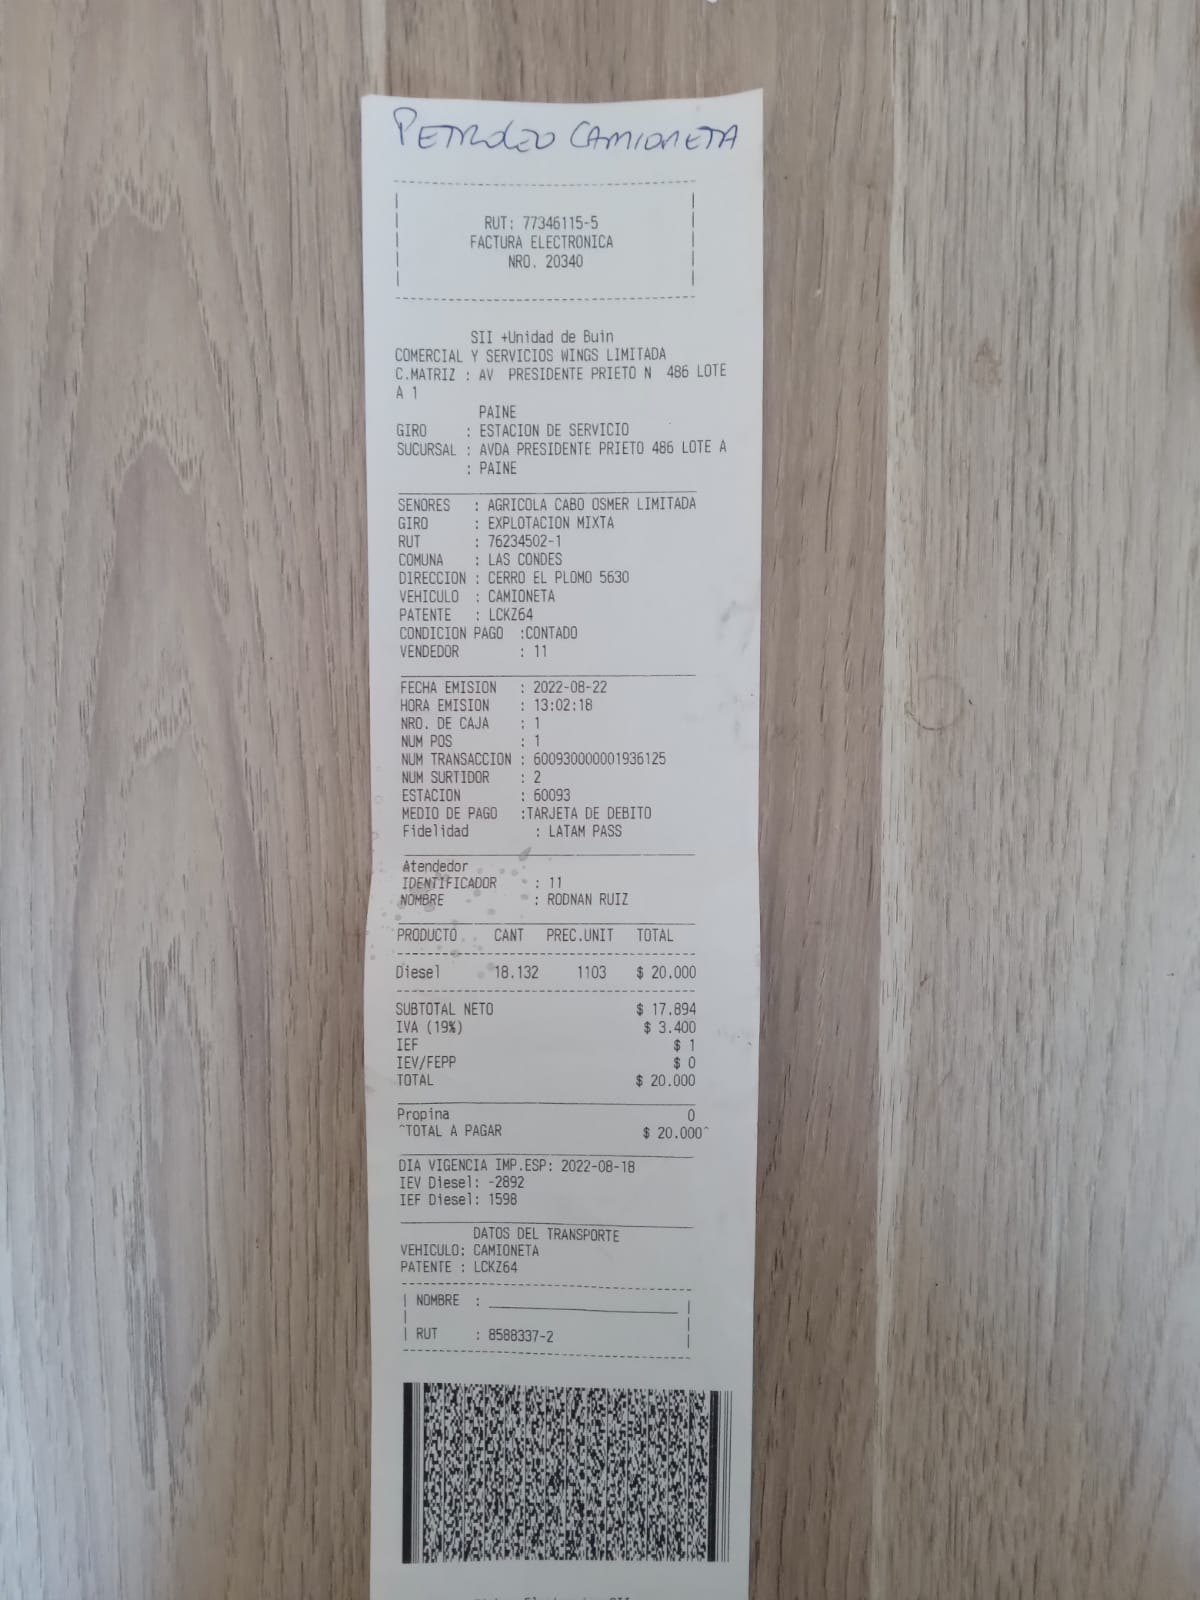 PETROLEO CAMIONETA
RUT: 77346115-5
FACTURA ELECTRONICA
NRO. 20340
SII +Unidad de Buin
COMERCIAL Y SERVICIOS WINGS LIMITADA
C.MATRIZ : AV PRESIDENTE PRIETO N 486 LOTE
A 1
PAINE
GIRO : ESTACION DE SERVICIO
SUCURSAL : AVDA PRESIDENTE PRIETO 486 LOTE A
: PAINE
SENORES : AGRICOLA CABO OSMER LIMITADA
GIRO : EXPLOTACION MIXTA
RUT : 76234502-1
COMUNA : LAS CONDES
DIRECCION : CERRO EL PLOMO 5630
VEHICULO : CAMIONETA
PATENTE : LCKZ64
CONDICION PAGO :CONTADO
VENDEDOR : 11
FECHA EMISION : 2022-08-22
HORA EMISION : 13:02:18
NRO. DE CAJA : 1
NUM POS : 1
NUM TRANSACCION : 600930000001936125
NUM SURTIDOR : 2
ESTACION : 60093
MEDIO DE PAGO :TARJETA DE DEBITO
Fidelidad : LATAM PASS
Atendedor
IDENTIFICADOR : 11
NOMBRE : RODNAN RUIZ
PRODUCTO CANT PREC.UNIT TOTAL
Diesel 18.132 1103 $ 20.000
SUBTOTAL NETO $ 17.894
IVA (19%) $ 3.400
IEF $ 1
IEV/FEPP $ 0
TOTAL $ 20.000
Propina 0
^TOTAL A PAGAR $ 20.000^
DIA VIGENCIA IMP.ESP: 2022-08-18
IEV Diesel: -2892
IEF Diesel: 1598
DATOS DEL TRANSPORTE
VEHICULO: CAMIONETA
PATENTE : LCKZ64
NOMBRE :
RUT : 8588337-2